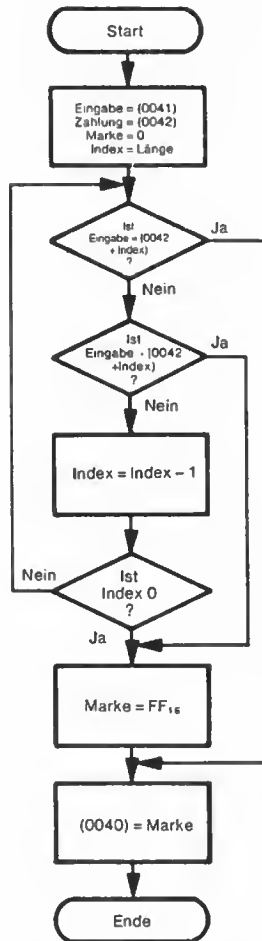 Start
Eingabe = (0041)
Zahlung = (0042)
Marke = 0
Index = Länge
Ist
Eingabe = (0042
+ Index)
?
Ja
Nein
Ist
Eingabe · (0042
+Index)
?
Ja
Nein
Index = Index – 1
Nein
Ist
Index 0
?
Ja
Marke = FF₁₆
(0040) = Marke
Ende